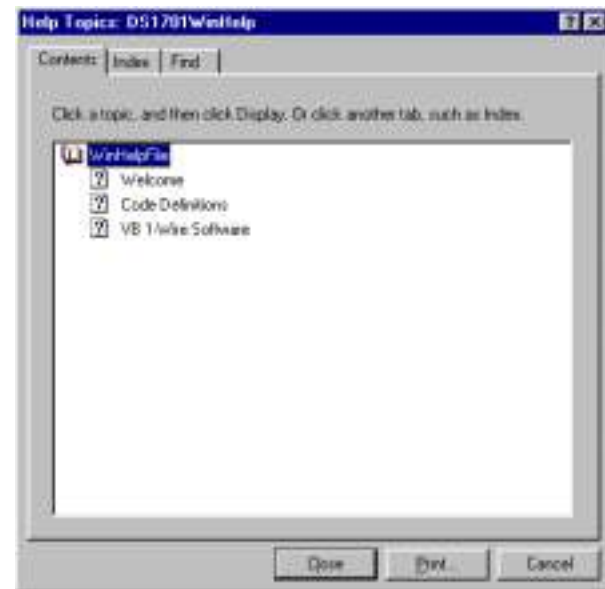 Help Topics: DS1781WinHelp
Contents Index Find
Click a topic, and then click Display. Or click another tab, such as Index.
WinHelpFile
Welcome
Code Definitions
VB 1-Wire Software
Close Print... Cancel